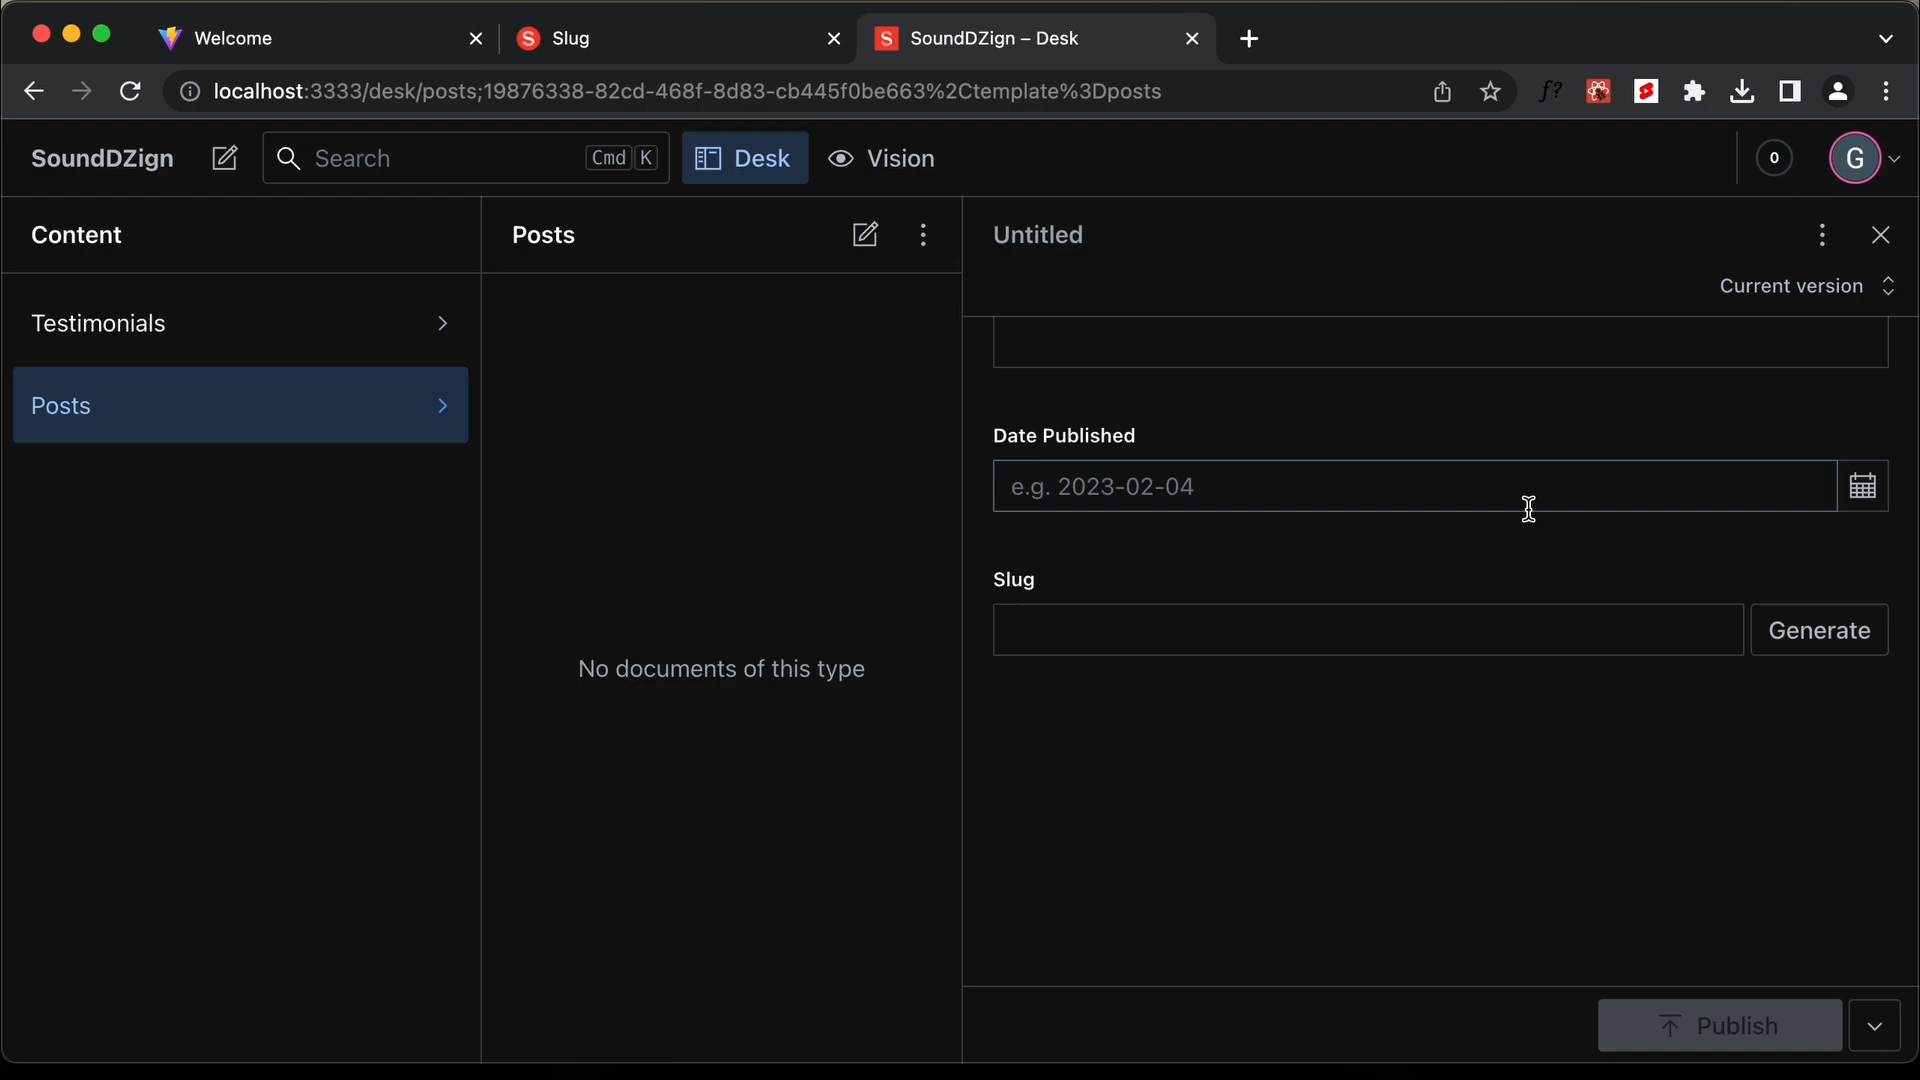 Welcome
Slug
SoundDZign – Desk
localhost:3333/desk/posts;19876338-82cd-468f-8d83-cb445f0be663%2Ctemplate%3Dposts
f?
SoundDZign
Search
Cmd K
Desk
Vision
0
G
Content
Posts
Untitled
Current version
Testimonials
Posts
Date Published
e.g. 2023-02-04
Slug
Generate
No documents of this type
Publish